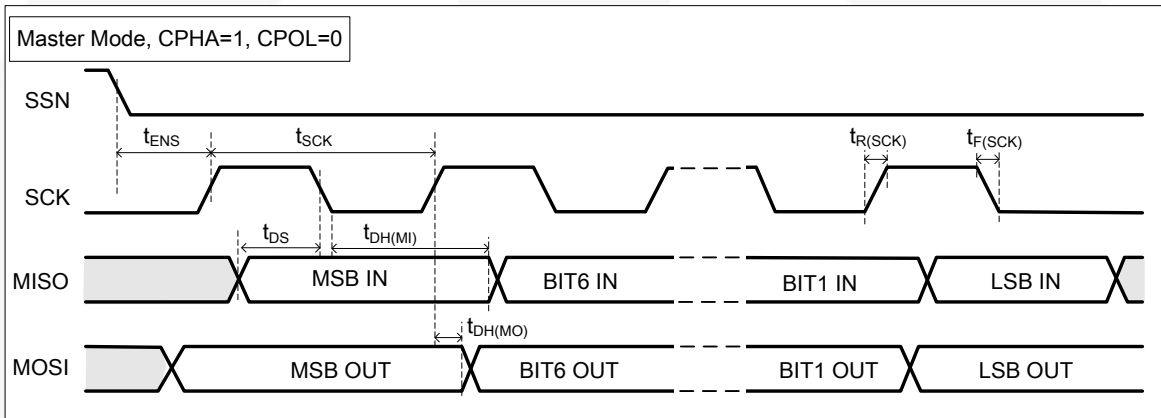 Master Mode, CPHA=1, CPOL=0
SSN
tENS
tSCK
tR(SCK)
tF(SCK)
SCK
tDS
tDH(MI)
MISO
MSB IN
BIT6 IN
BIT1 IN
LSB IN
tDH(MO)
MOSI
MSB OUT
BIT6 OUT
BIT1 OUT
LSB OUT